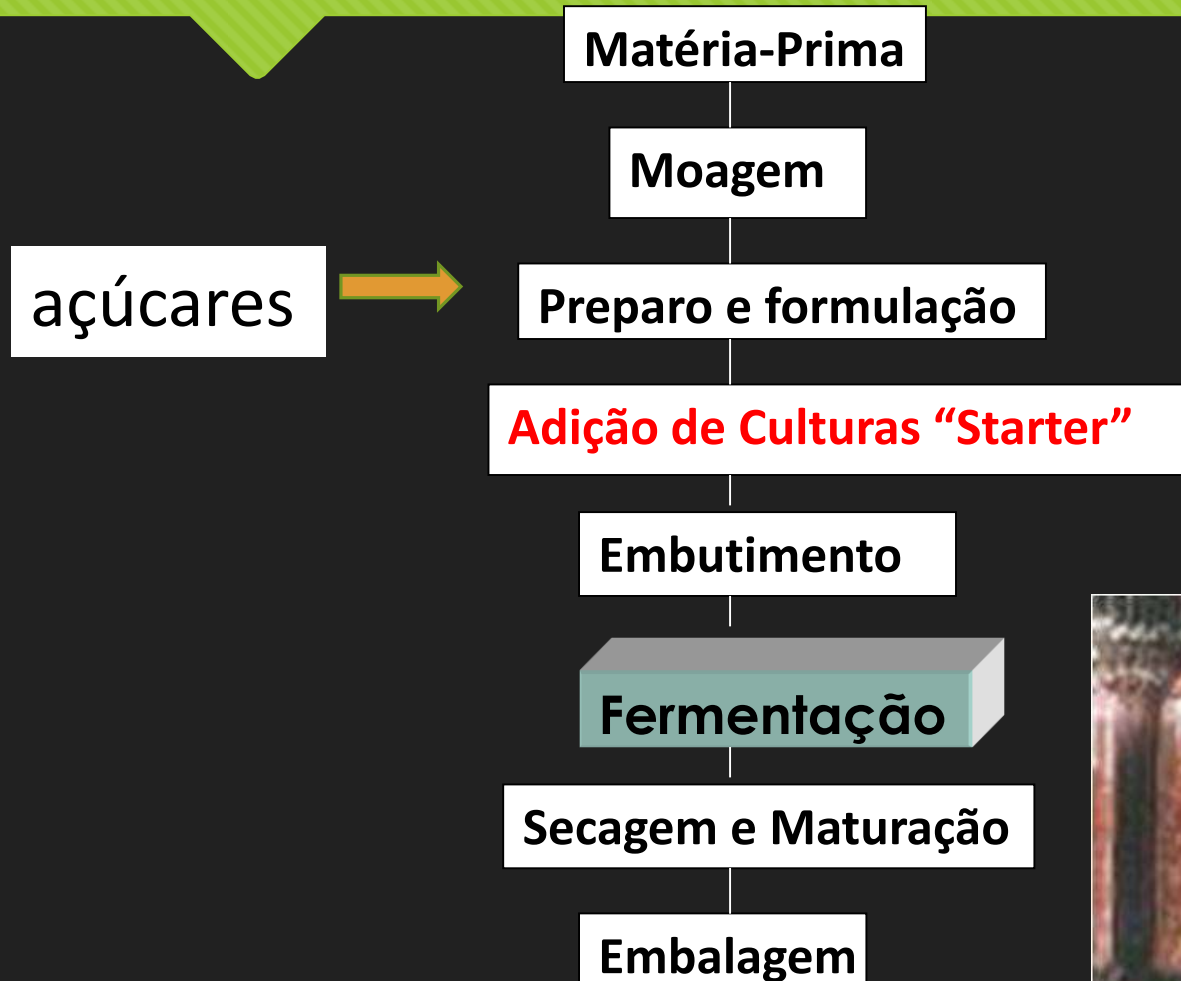 Matéria-Prima
Moagem
açúcares
Preparo e formulação
Adição de Culturas “Starter”
Embutimento
Fermentação
Secagem e Maturação
Embalagem